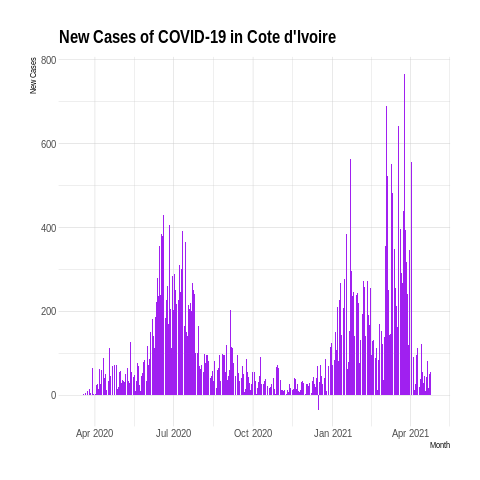 New Cases of COVID-19 in Cote d'Ivoire
New Cases
800
600
400
200
0
Apr 2020 Jul 2020 Oct 2020 Jan 2021 Apr 2021
Month